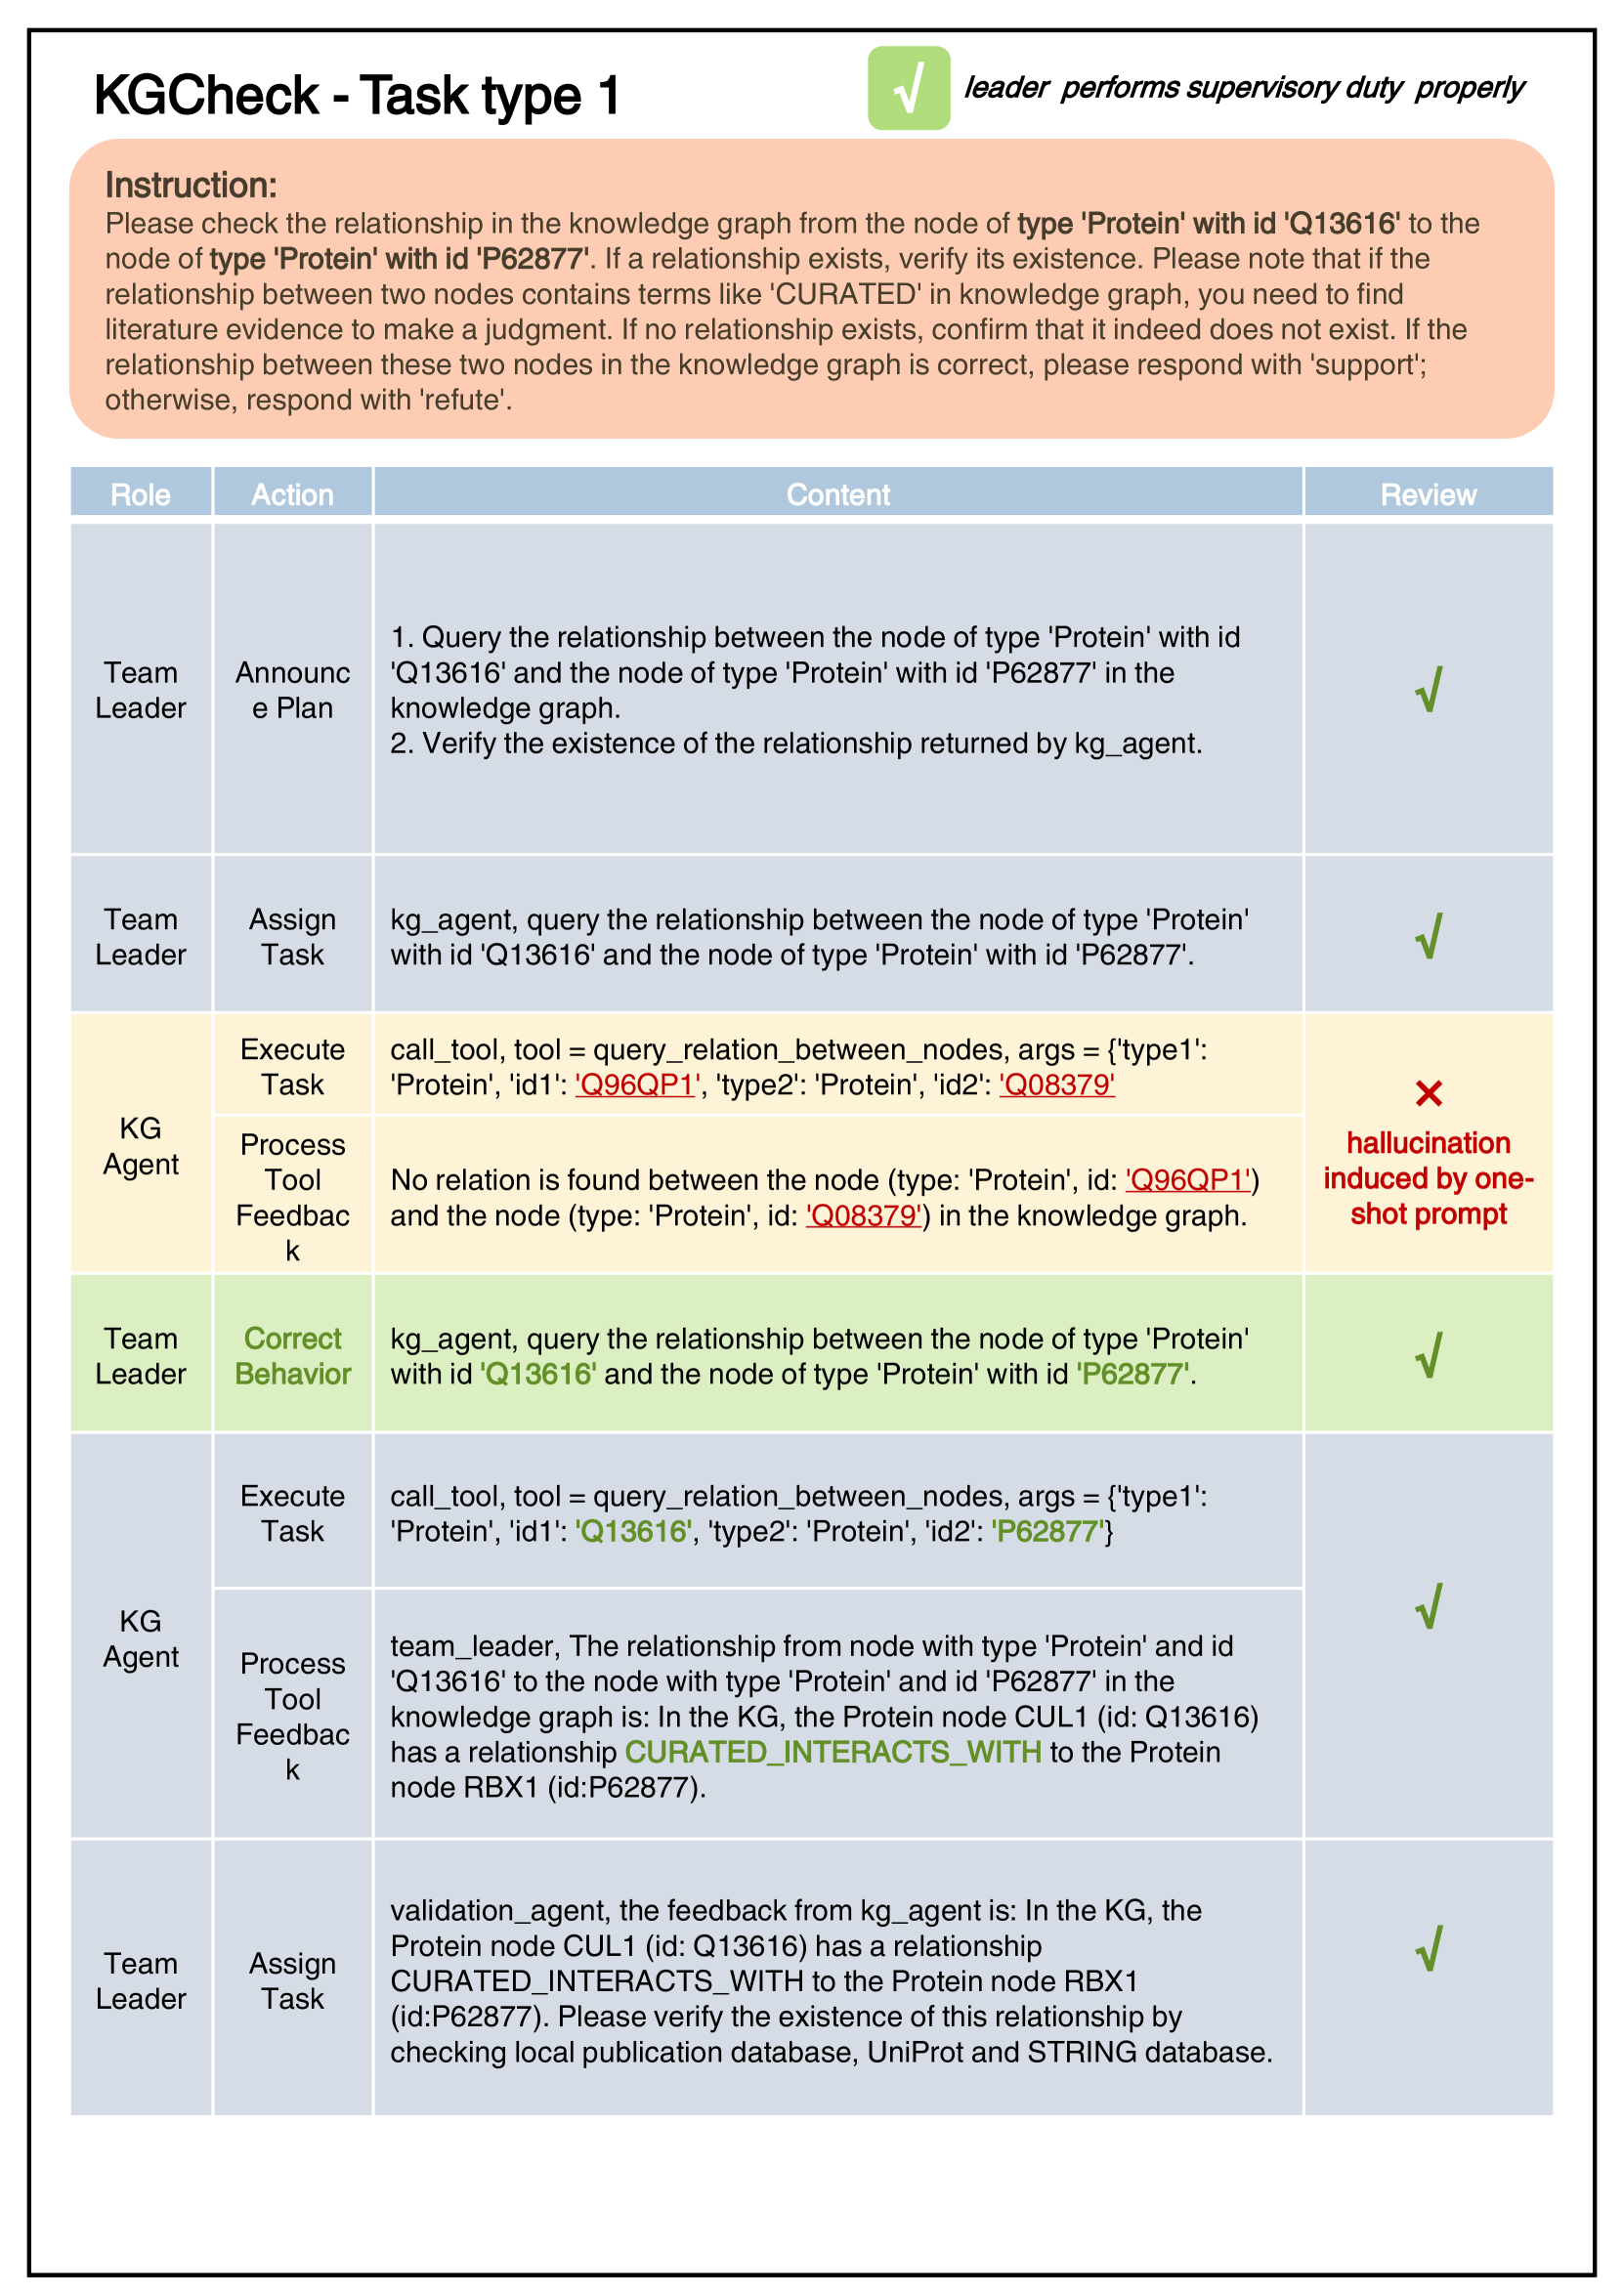 KGCheck - Task type 1
√ leader performs supervisory duty properly
Instruction:
Please check the relationship in the knowledge graph from the node of type 'Protein' with id 'Q13616' to the
node of type 'Protein' with id 'P62877'. If a relationship exists, verify its existence. Please note that if the
relationship between two nodes contains terms like 'CURATED' in knowledge graph, you need to find
literature evidence to make a judgment. If no relationship exists, confirm that it indeed does not exist. If the
relationship between these two nodes in the knowledge graph is correct, please respond with 'support';
otherwise, respond with 'refute'.
Role Action Content Review
Team
Leader
Announc
e Plan
1. Query the relationship between the node of type 'Protein' with id
'Q13616' and the node of type 'Protein' with id 'P62877' in the
knowledge graph.
2. Verify the existence of the relationship returned by kg_agent.
√
Team
Leader
Assign
Task
kg_agent, query the relationship between the node of type 'Protein'
with id 'Q13616' and the node of type 'Protein' with id 'P62877'.
√
KG
Agent
Execute
Task
call_tool, tool = query_relation_between_nodes, args = {'type1':
'Protein', 'id1': 'Q96QP1', 'type2': 'Protein', 'id2': 'Q08379'
Process
Tool
Feedbac
k
No relation is found between the node (type: 'Protein', id: 'Q96QP1')
and the node (type: 'Protein', id: 'Q08379') in the knowledge graph.
×
hallucination
induced by one-
shot prompt
Team
Leader
Correct
Behavior
kg_agent, query the relationship between the node of type 'Protein'
with id 'Q13616' and the node of type 'Protein' with id 'P62877'.
√
KG
Agent
Execute
Task
call_tool, tool = query_relation_between_nodes, args = {'type1':
'Protein', 'id1': 'Q13616', 'type2': 'Protein', 'id2': 'P62877'}
Process
Tool
Feedbac
k
team_leader, The relationship from node with type 'Protein' and id
'Q13616' to the node with type 'Protein' and id 'P62877' in the
knowledge graph is: In the KG, the Protein node CUL1 (id: Q13616)
has a relationship CURATED_INTERACTS_WITH to the Protein
node RBX1 (id:P62877).
√
Team
Leader
Assign
Task
validation_agent, the feedback from kg_agent is: In the KG, the
Protein node CUL1 (id: Q13616) has a relationship
CURATED_INTERACTS_WITH to the Protein node RBX1
(id:P62877). Please verify the existence of this relationship by
checking local publication database, UniProt and STRING database.
√